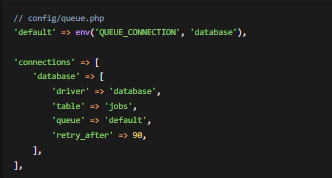 // config/queue.php
'default' => env('QUEUE_CONNECTION', 'database'),
'connections' => [
'database' => [
'driver' => 'database',
'table' => 'jobs',
'queue' => 'default',
'retry_after' => 90,
],
],